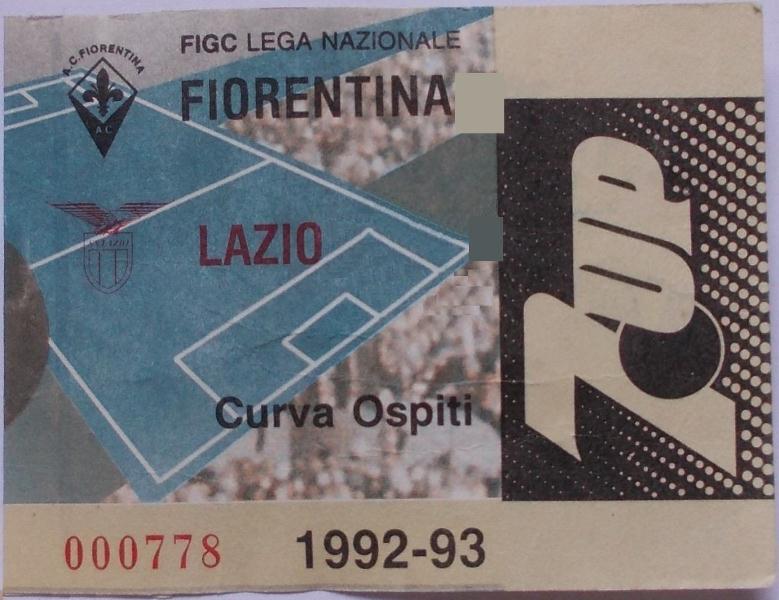 FIGC LEGA NAZIONALE
A.C. FIORENTINA
FIORENTINA
A C
S.S. LAZIO
LAZIO
Curva Ospiti
7UP
000778
1992-93